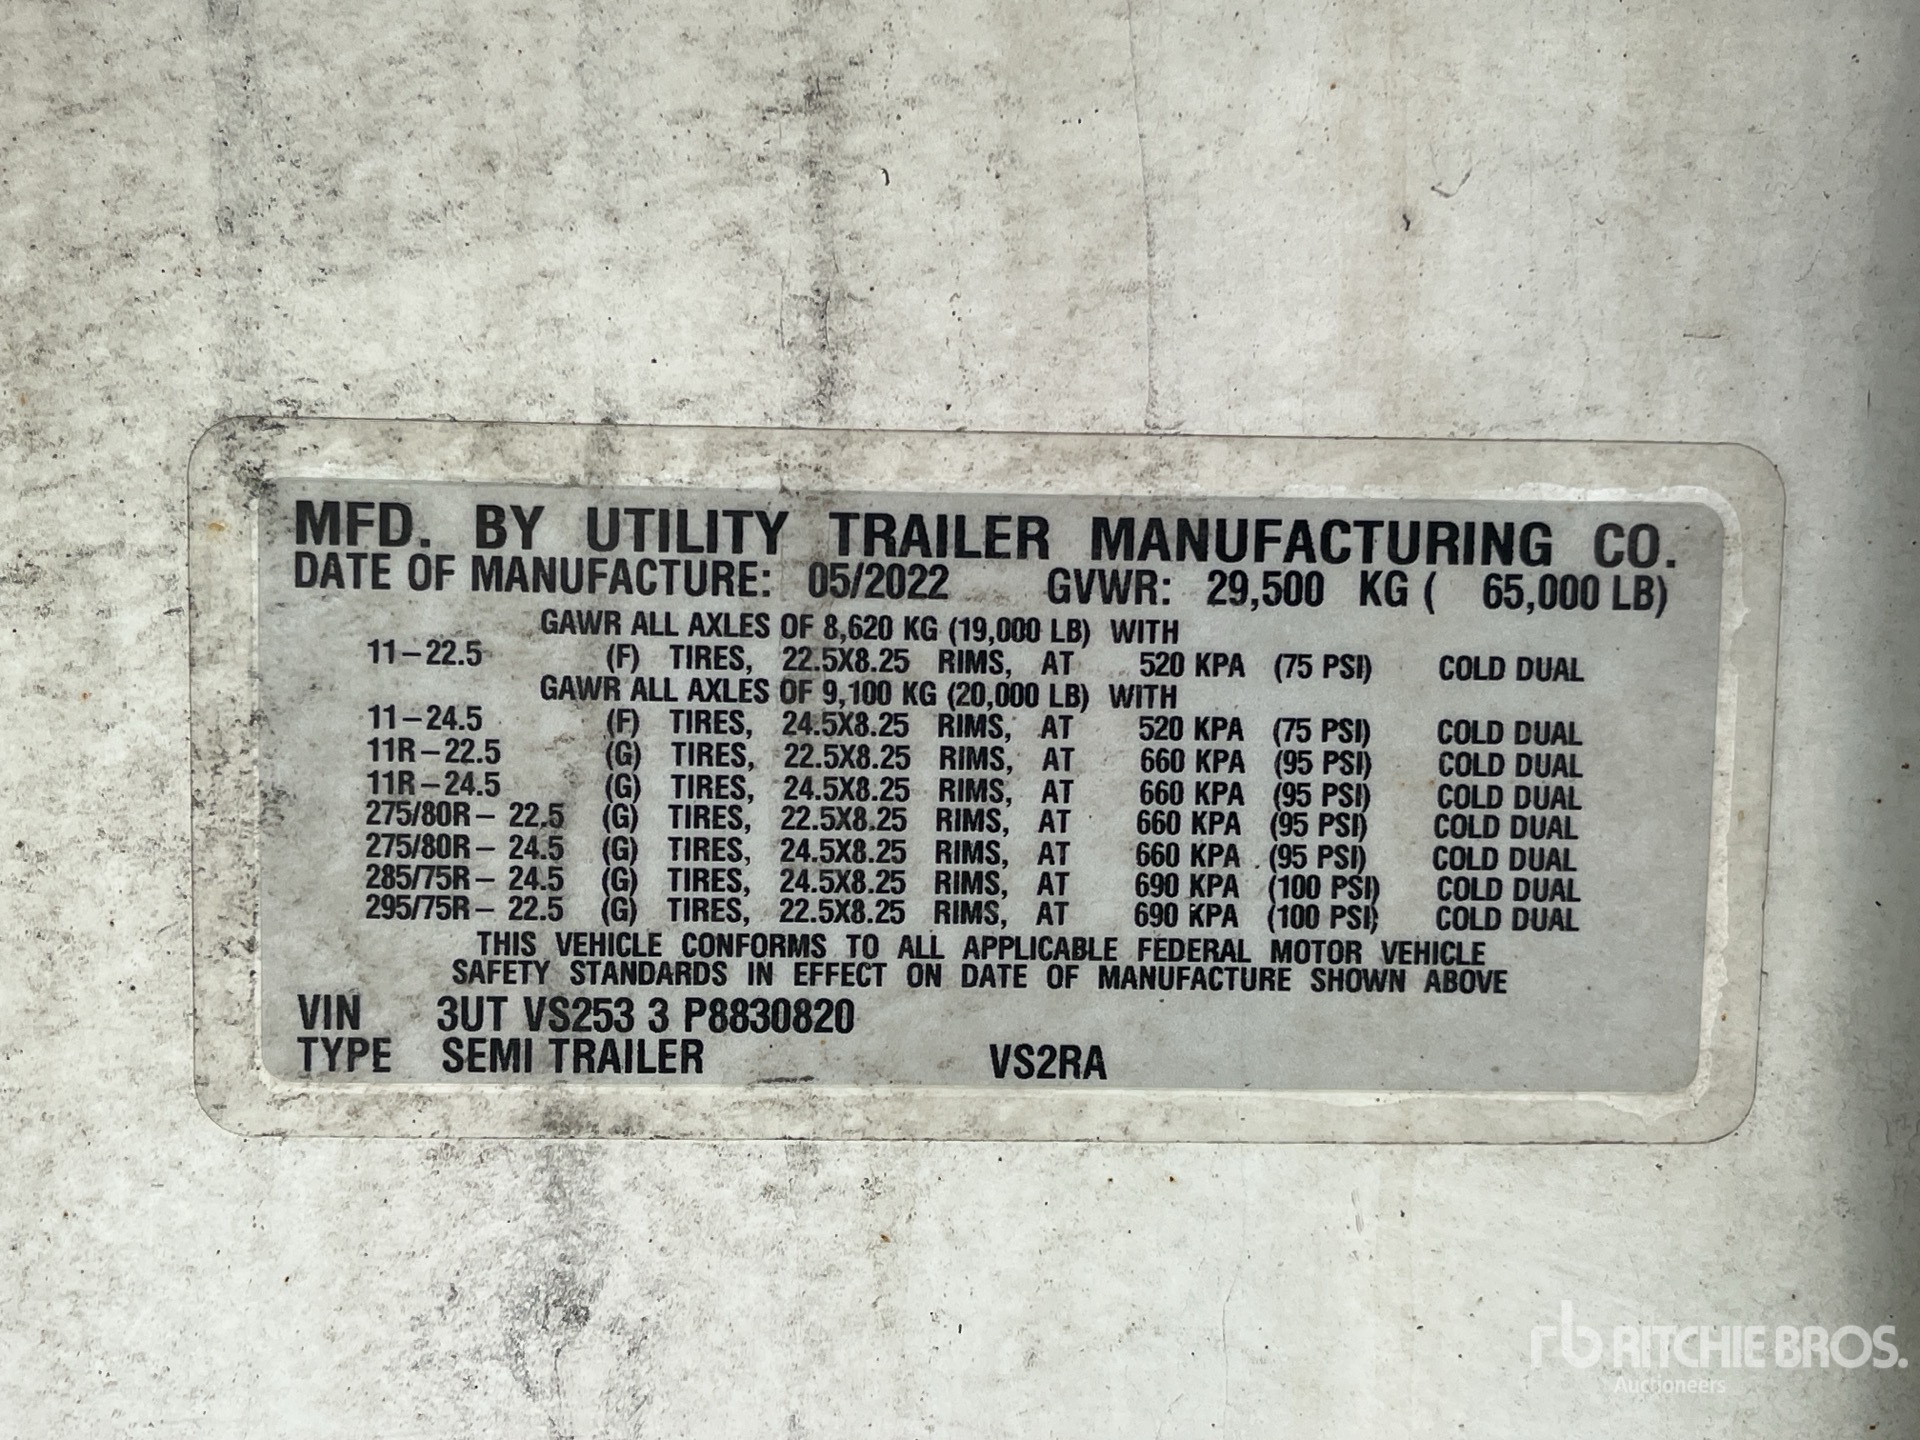 MFD. BY UTILITY TRAILER MANUFACTURING CO.
DATE OF MANUFACTURE: 05/2022 GVWR: 29,500 KG ( 65,000 LB)
GAWR ALL AXLES OF 8,620 KG (19,000 LB) WITH
11-22.5 (F) TIRES, 22.5X8.25 RIMS, AT 520 KPA (75 PSI) COLD DUAL
GAWR ALL AXLES OF 9,100 KG (20,000 LB) WITH
11-24.5 (F) TIRES, 24.5X8.25 RIMS, AT 520 KPA (75 PSI) COLD DUAL
11R-22.5 (G) TIRES, 22.5X8.25 RIMS, AT 660 KPA (95 PSI) COLD DUAL
11R-24.5 (G) TIRES, 24.5X8.25 RIMS, AT 660 KPA (95 PSI) COLD DUAL
275/80R- 22.5 (G) TIRES, 22.5X8.25 RIMS, AT 660 KPA (95 PSI) COLD DUAL
275/80R- 24.5 (G) TIRES, 24.5X8.25 RIMS, AT 660 KPA (95 PSI) COLD DUAL
285/75R- 24.5 (G) TIRES, 24.5X8.25 RIMS, AT 690 KPA (100 PSI) COLD DUAL
295/75R- 22.5 (G) TIRES, 22.5X8.25 RIMS, AT 690 KPA (100 PSI) COLD DUAL
THIS VEHICLE CONFORMS TO ALL APPLICABLE FEDERAL MOTOR VEHICLE
SAFETY STANDARDS IN EFFECT ON DATE OF MANUFACTURE SHOWN ABOVE
VIN 3UT VS253 3 P8830820
TYPE SEMI TRAILER VS2RA
rb RITCHIE BROS.
Auctioneers